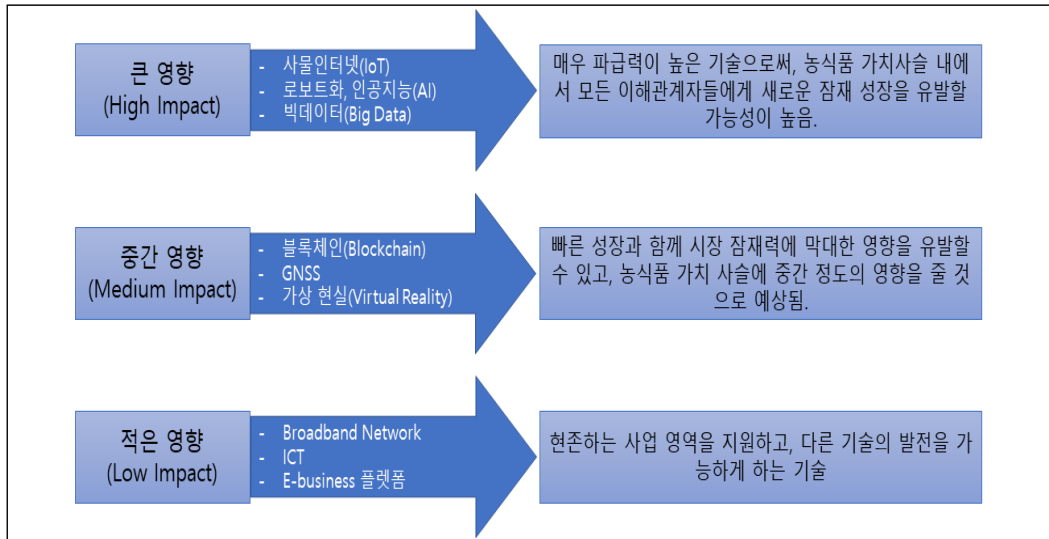 큰 영향
(High Impact)
- 사물인터넷(IoT)
- 로보트화, 인공지능(AI)
- 빅데이터(Big Data)
매우 파급력이 높은 기술으로써, 농식품 가치사슬 내에
서 모든 이해관계자들에게 새로운 잠재 성장을 유발할
가능성이 높음.
중간 영향
(Medium Impact)
- 블록체인(Blockchain)
- GNSS
- 가상 현실(Virtual Reality)
빠른 성장과 함께 시장 잠재력에 막대한 영향을 유발할
수 있고, 농식품 가치 사슬에 중간 정도의 영향을 줄 것
으로 예상됨.
적은 영향
(Low Impact)
- Broadband Network
- ICT
- E-business 플렛폼
현존하는 사업 영역을 지원하고, 다른 기술의 발전을 가
능하게 하는 기술